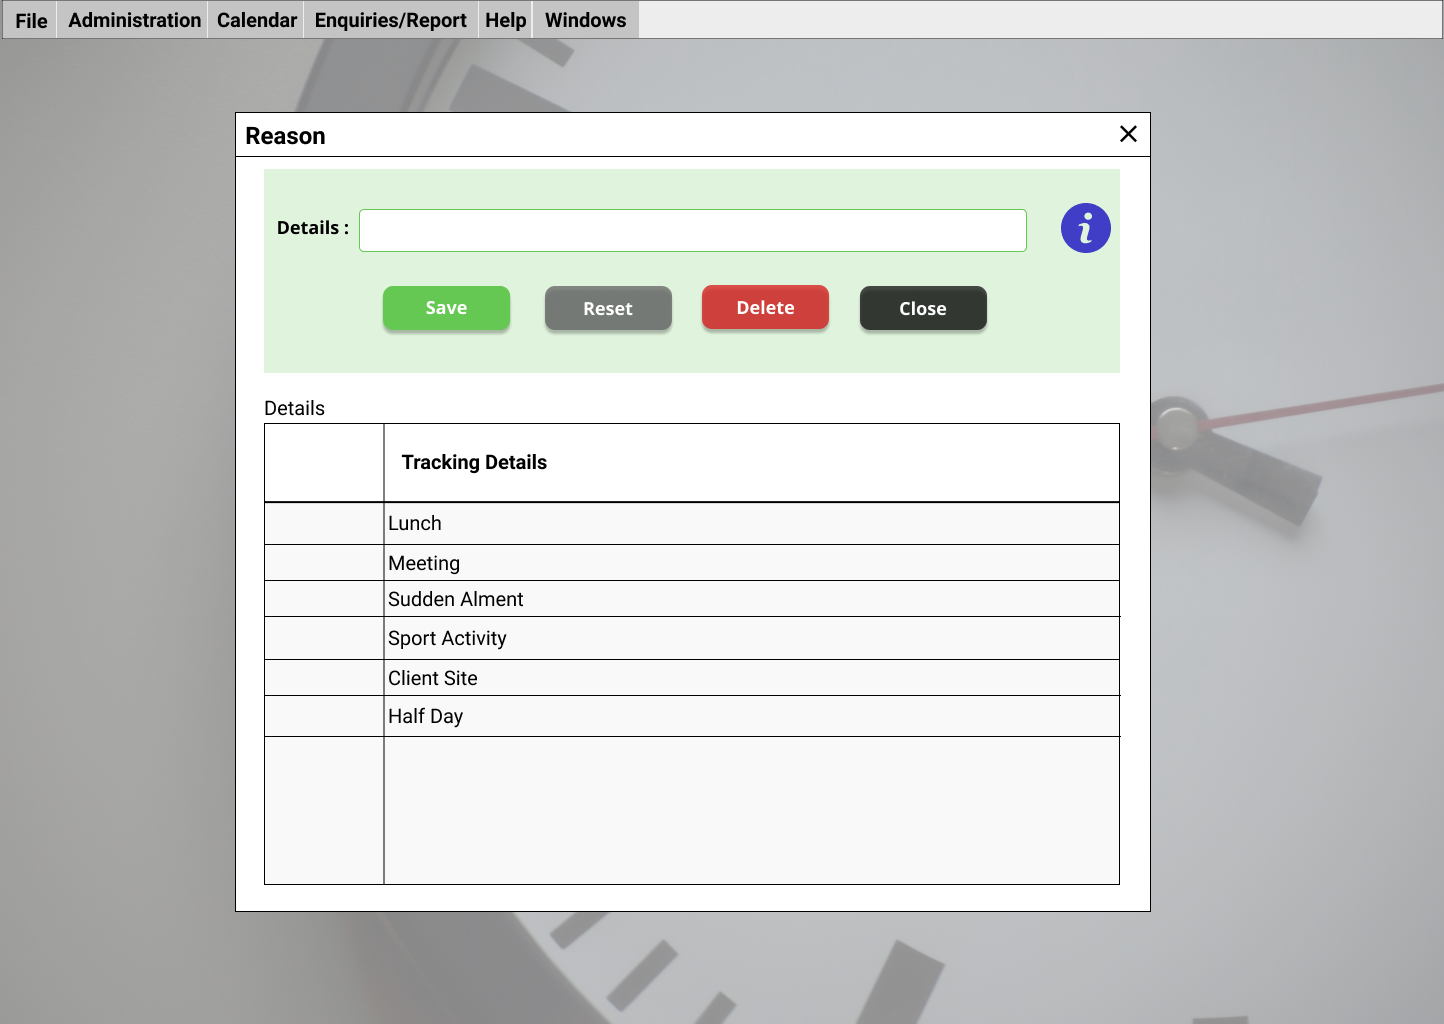 File Administration Calendar Enquiries/Report Help Windows
Reason
Details :
i
Save Reset Delete Close
Details
Tracking Details
Lunch
Meeting
Sudden Alment
Sport Activity
Client Site
Half Day